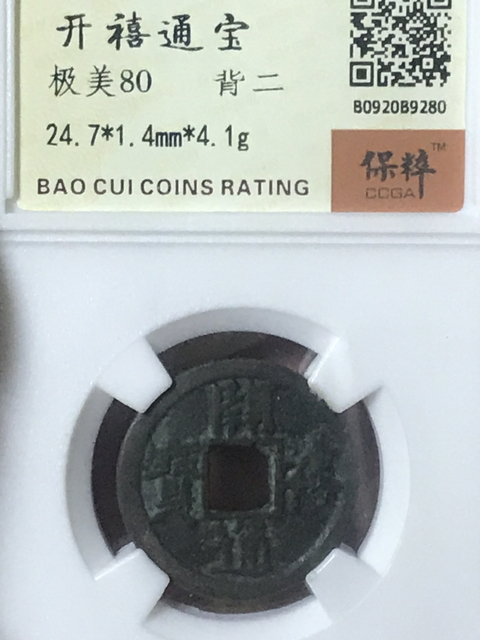 开禧通宝
极美80 背二
B0920B9280
24.7*1.4mm*4.1g
保粹 TM
CCGA
BAO CUI COINS RATING
開禧通寶